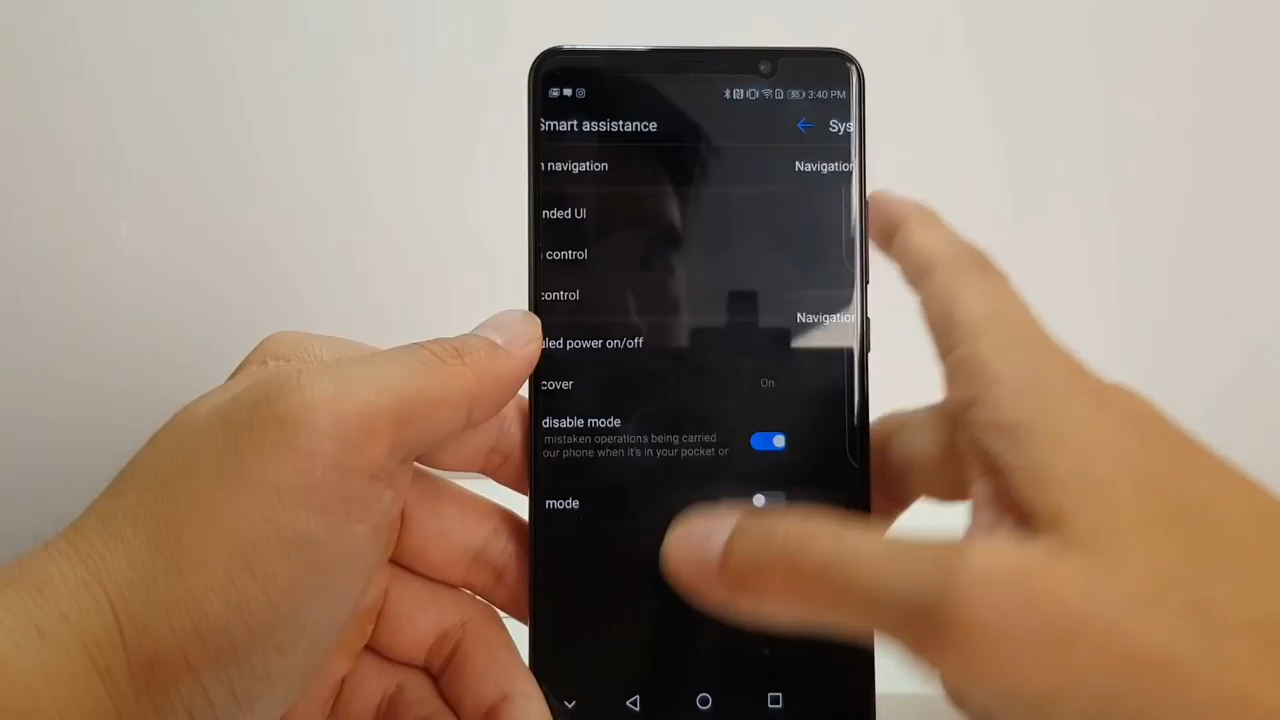 55 3:40 PM
Smart assistance Sys
n navigation Navigation
nded UI
control
control
Navigation
uled power on/off
cover On
disable mode
mistaken operations being carried
our phone when it's in your pocket or
mode